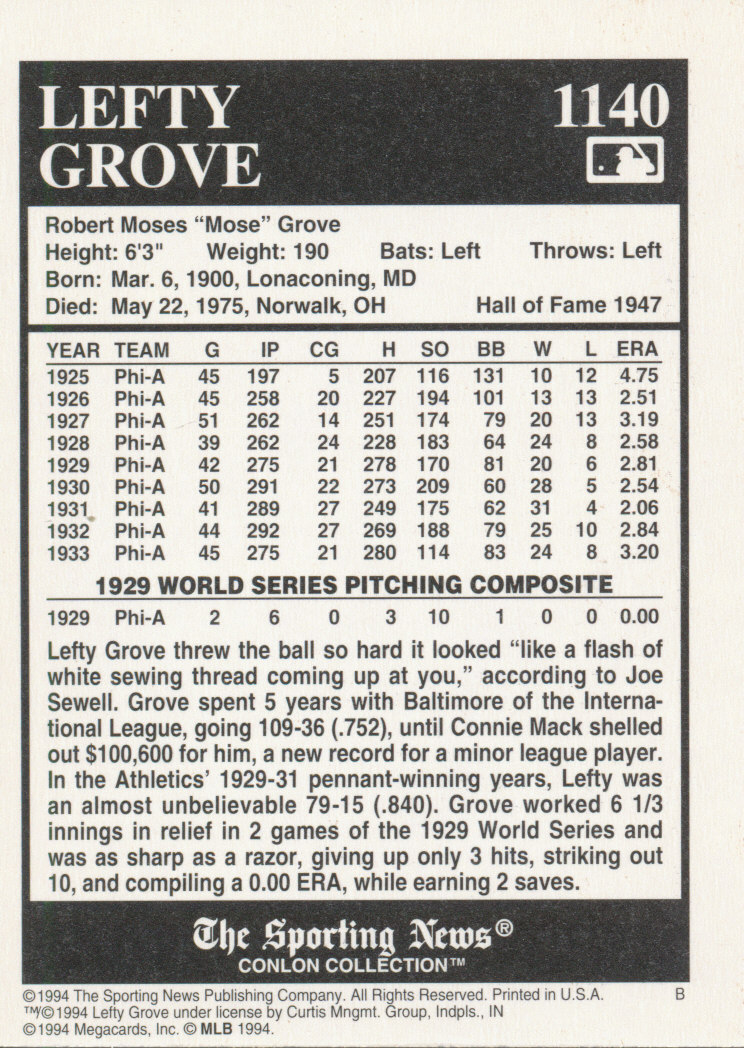 LEFTY 1140
GROVE
Robert Moses “Mose” Grove
Height: 6'3" Weight: 190 Bats: Left Throws: Left
Born: Mar. 6, 1900, Lonaconing, MD
Died: May 22, 1975, Norwalk, OH Hall of Fame 1947
YEAR TEAM G IP CG H SO BB W L ERA
1925 Phi-A 45 197 5 207 116 131 10 12 4.75
1926 Phi-A 45 258 20 227 194 101 13 13 2.51
1927 Phi-A 51 262 14 251 174 79 20 13 3.19
1928 Phi-A 39 262 24 228 183 64 24 8 2.58
1929 Phi-A 42 275 21 278 170 81 20 6 2.81
1930 Phi-A 50 291 22 273 209 60 28 5 2.54
1931 Phi-A 41 289 27 249 175 62 31 4 2.06
1932 Phi-A 44 292 27 269 188 79 25 10 2.84
1933 Phi-A 45 275 21 280 114 83 24 8 3.20
1929 WORLD SERIES PITCHING COMPOSITE
1929 Phi-A 2 6 0 3 10 1 0 0 0.00
Lefty Grove threw the ball so hard it looked “like a flash of
white sewing thread coming up at you,” according to Joe
Sewell. Grove spent 5 years with Baltimore of the Interna-
tional League, going 109-36 (.752), until Connie Mack shelled
out $100,600 for him, a new record for a minor league player.
In the Athletics’ 1929-31 pennant-winning years, Lefty was
an almost unbelievable 79-15 (.840). Grove worked 6 1/3
innings in relief in 2 games of the 1929 World Series and
was as sharp as a razor, giving up only 3 hits, striking out
10, and compiling a 0.00 ERA, while earning 2 saves.
The Sporting News®
CONLON COLLECTION™
©1994 The Sporting News Publishing Company. All Rights Reserved. Printed in U.S.A. B
™/©1994 Lefty Grove under license by Curtis Mngmt. Group, Indpls., IN
©1994 Megacards, Inc. © MLB 1994.